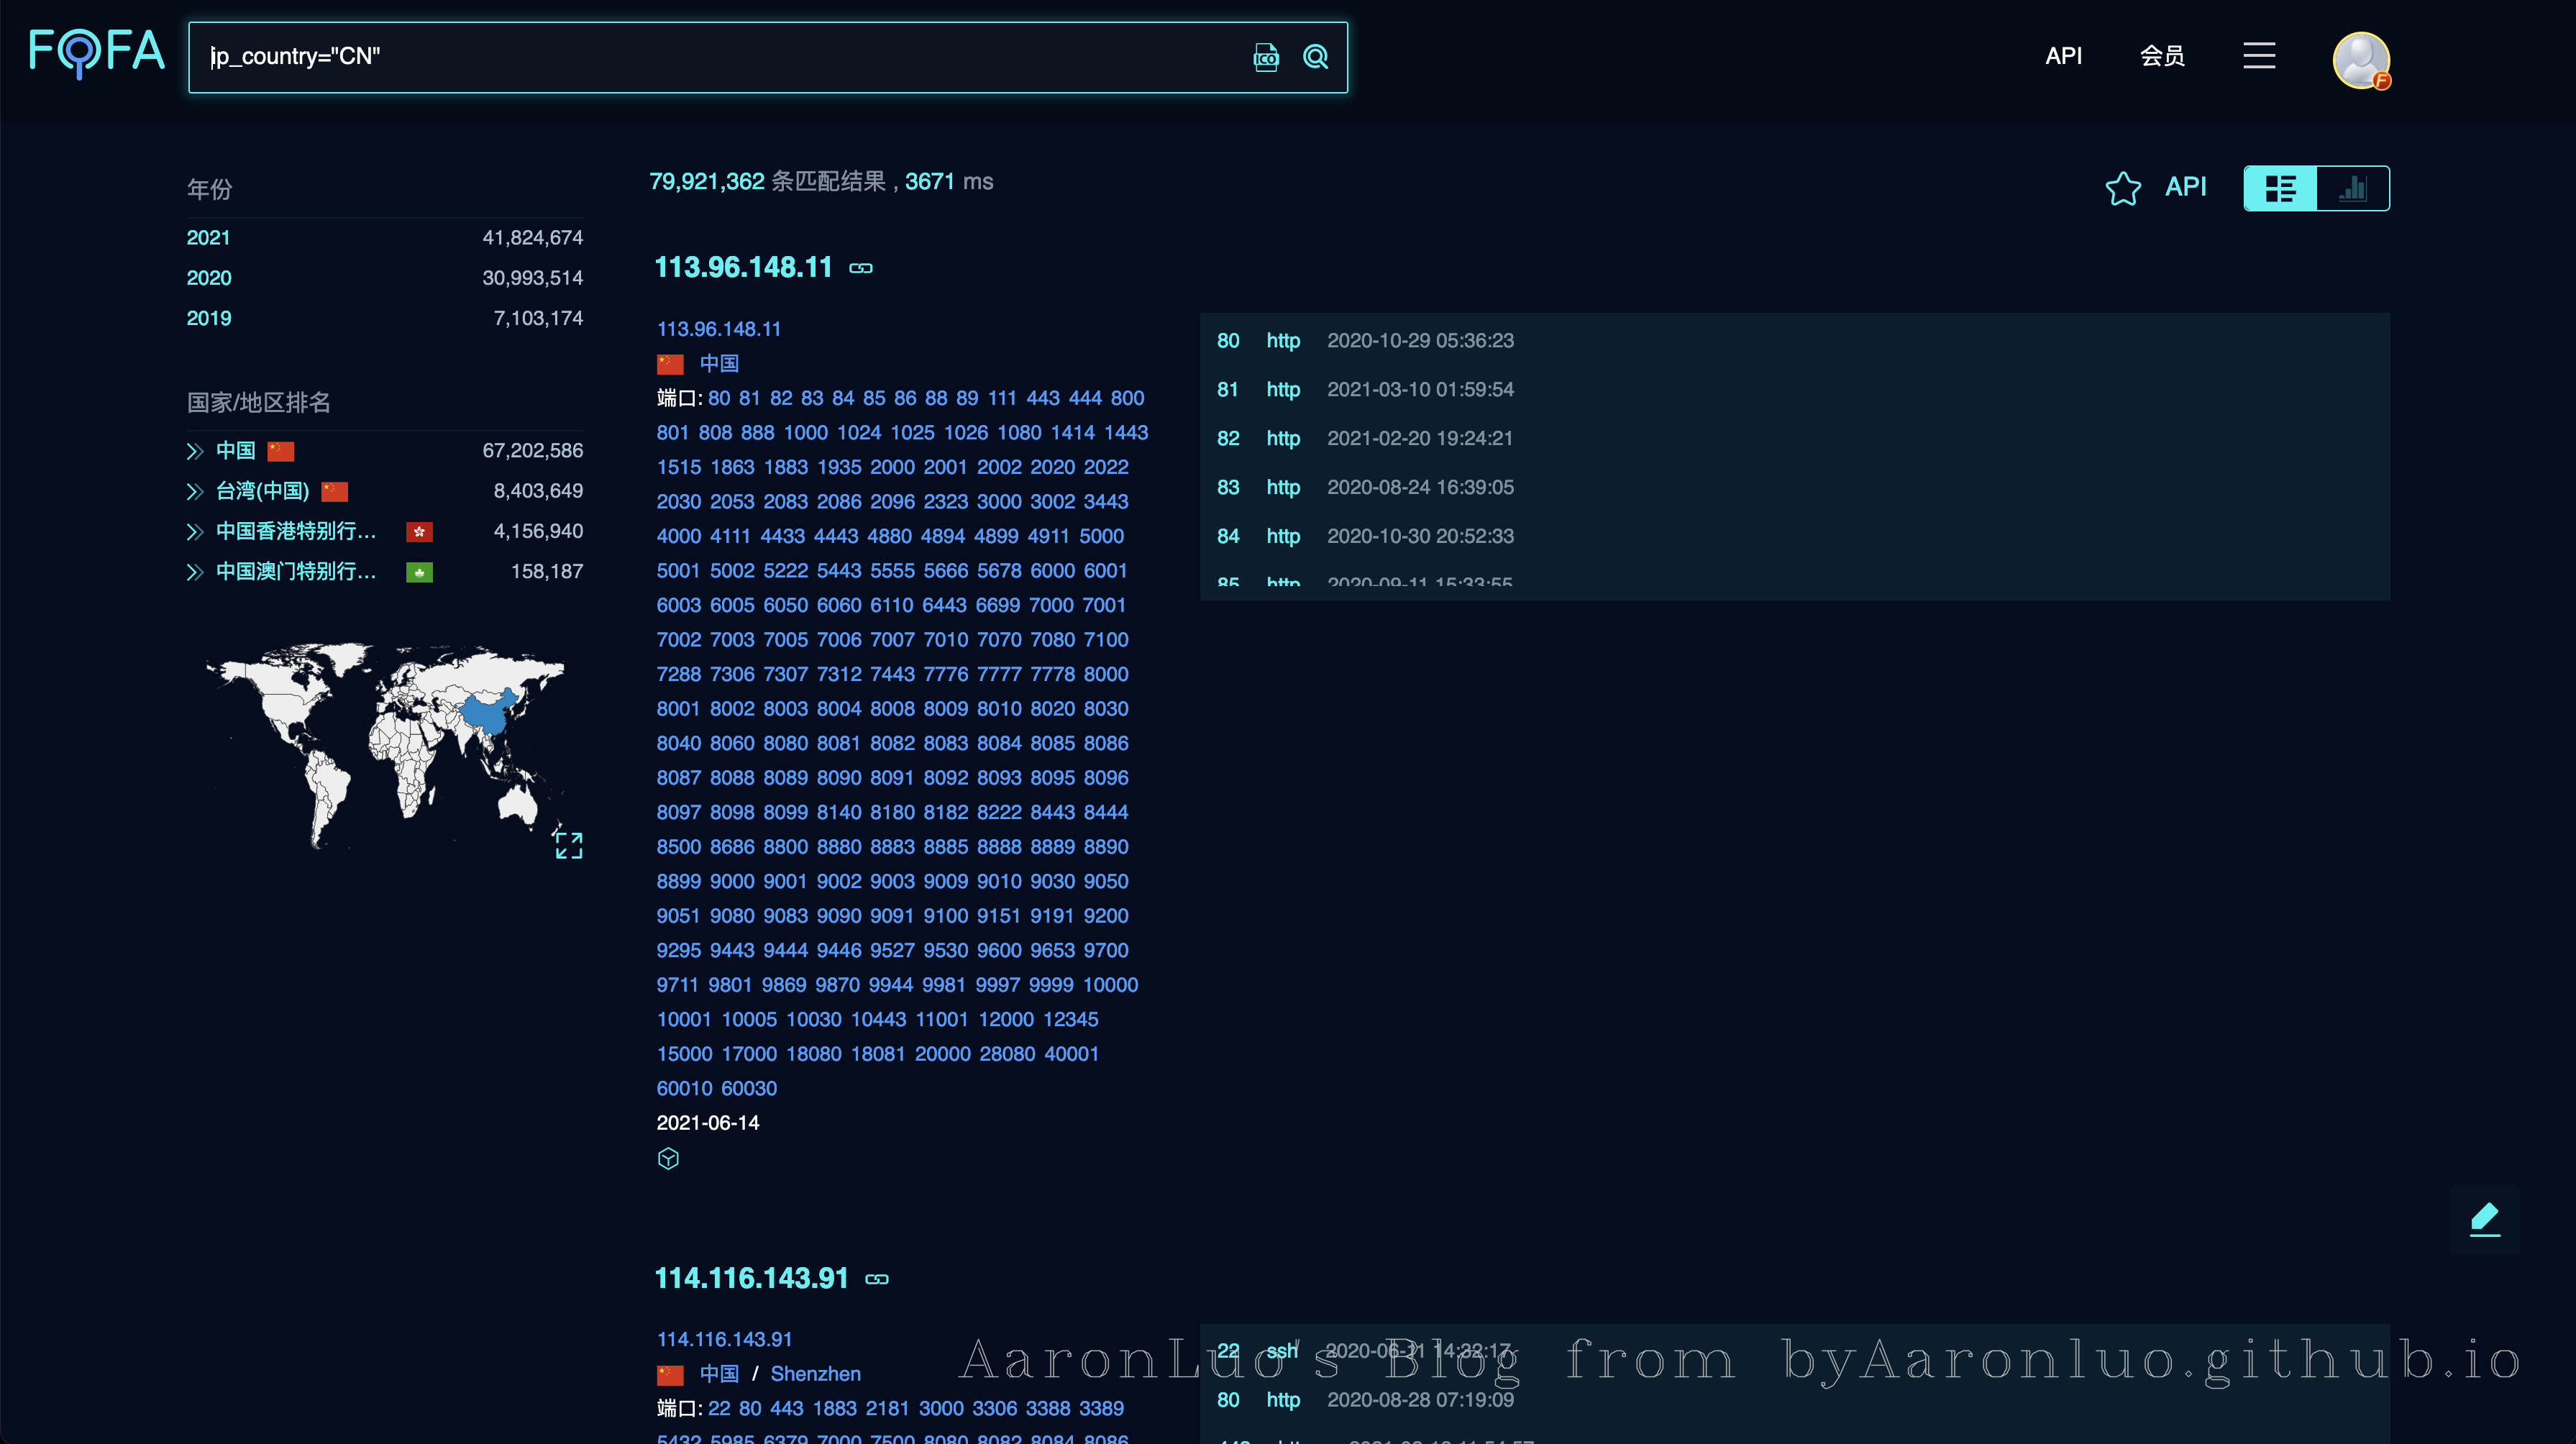 FOFA
ip_country="CN"
API
会员
年份
2021 41,824,674
2020 30,993,514
2019 7,103,174
国家/地区排名
中国 67,202,586
台湾(中国) 8,403,649
中国香港特别行... 4,156,940
中国澳门特别行... 158,187
79,921,362 条匹配结果 , 3671 ms
API
113.96.148.11
113.96.148.11
中国
端口: 80 81 82 83 84 85 86 88 89 111 443 444 800
801 808 888 1000 1024 1025 1026 1080 1414 1443
1515 1863 1883 1935 2000 2001 2002 2020 2022
2030 2053 2083 2086 2096 2323 3000 3002 3443
4000 4111 4433 4443 4880 4894 4899 4911 5000
5001 5002 5222 5443 5555 5666 5678 6000 6001
6003 6005 6050 6060 6110 6443 6699 7000 7001
7002 7003 7005 7006 7007 7010 7070 7080 7100
7288 7306 7307 7312 7443 7776 7777 7778 8000
8001 8002 8003 8004 8008 8009 8010 8020 8030
8040 8060 8080 8081 8082 8083 8084 8085 8086
8087 8088 8089 8090 8091 8092 8093 8095 8096
8097 8098 8099 8140 8180 8182 8222 8443 8444
8500 8686 8800 8880 8883 8885 8888 8889 8890
8899 9000 9001 9002 9003 9009 9010 9030 9050
9051 9080 9083 9090 9091 9100 9151 9191 9200
9295 9443 9444 9446 9527 9530 9600 9653 9700
9711 9801 9869 9870 9944 9981 9997 9999 10000
10001 10005 10030 10443 11001 12000 12345
15000 17000 18080 18081 20000 28080 40001
60010 60030
2021-06-14
80 http 2020-10-29 05:36:23
81 http 2021-03-10 01:59:54
82 http 2021-02-20 19:24:21
83 http 2020-08-24 16:39:05
84 http 2020-10-30 20:52:33
85 http 2020-09-11 15:33:55
114.116.143.91
114.116.143.91
中国 / Shenzhen
端口: 22 80 443 1883 2181 3000 3306 3388 3389
5432 5985 6379 7000 7500 8080 8082 8084 8086
22 ssh 2020-06-11 14:32:17
80 http 2020-08-28 07:19:09
AaronLuo's Blog from byAaronluo.github.io